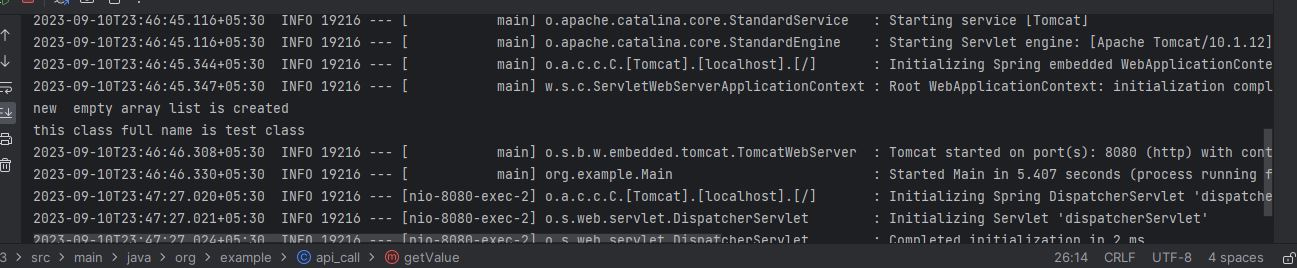 2023-09-10T23:46:45.116+05:30  INFO 19216 --- [           main] o.apache.catalina.core.StandardService   : Starting service [Tomcat]
2023-09-10T23:46:45.116+05:30  INFO 19216 --- [           main] o.apache.catalina.core.StandardEngine    : Starting Servlet engine: [Apache Tomcat/10.1.12]
2023-09-10T23:46:45.344+05:30  INFO 19216 --- [           main] o.a.c.c.C.[Tomcat].[localhost].[/]       : Initializing Spring embedded WebApplicationConte
2023-09-10T23:46:45.347+05:30  INFO 19216 --- [           main] w.s.c.ServletWebServerApplicationContext : Root WebApplicationContext: initialization compl
new  empty array list is created
this class full name is test class
2023-09-10T23:46:46.308+05:30  INFO 19216 --- [           main] o.s.b.w.embedded.tomcat.TomcatWebServer  : Tomcat started on port(s): 8080 (http) with cont
2023-09-10T23:46:46.330+05:30  INFO 19216 --- [           main] org.example.Main                         : Started Main in 5.407 seconds (process running f
2023-09-10T23:47:27.020+05:30  INFO 19216 --- [nio-8080-exec-2] o.a.c.c.C.[Tomcat].[localhost].[/]       : Initializing Spring DispatcherServlet 'dispatche
2023-09-10T23:47:27.021+05:30  INFO 19216 --- [nio-8080-exec-2] o.s.web.servlet.DispatcherServlet        : Initializing Servlet 'dispatcherServlet'
2023-09-10T23:47:27.024+05:30  INFO 19216 --- [nio-8080-exec-2] o.s.web.servlet.DispatcherServlet        : Completed initialization in 2 ms
3 > src > main > java > org > example > api_call > getValue 26:14 CRLF UTF-8 4 spaces